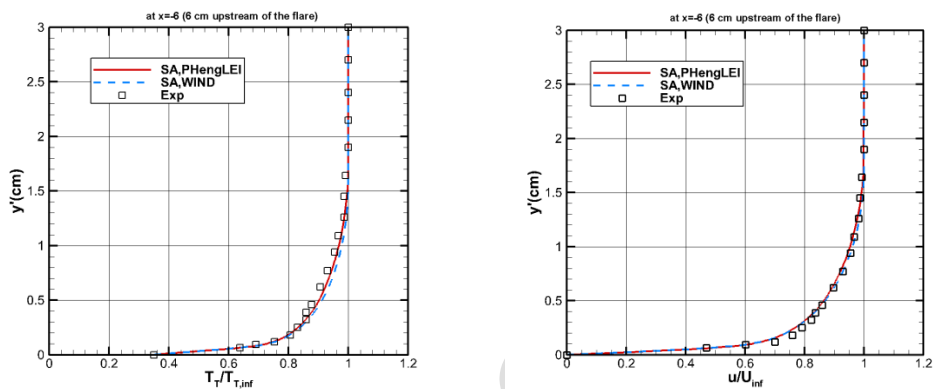 at x=-6 (6 cm upstream of the flare)
3
2.5
2
1.5
1
0.5
0
y'(cm)
SA,PHengLEI
SA,WIND
Exp
0 0.2 0.4 0.6 0.8 1 1.2
T_T/T_T,inf
at x=-6 (6 cm upstream of the flare)
3
2.5
2
1.5
1
0.5
0
y'(cm)
SA,PHengLEI
SA,WIND
Exp
0 0.2 0.4 0.6 0.8 1 1.2
u/U_inf